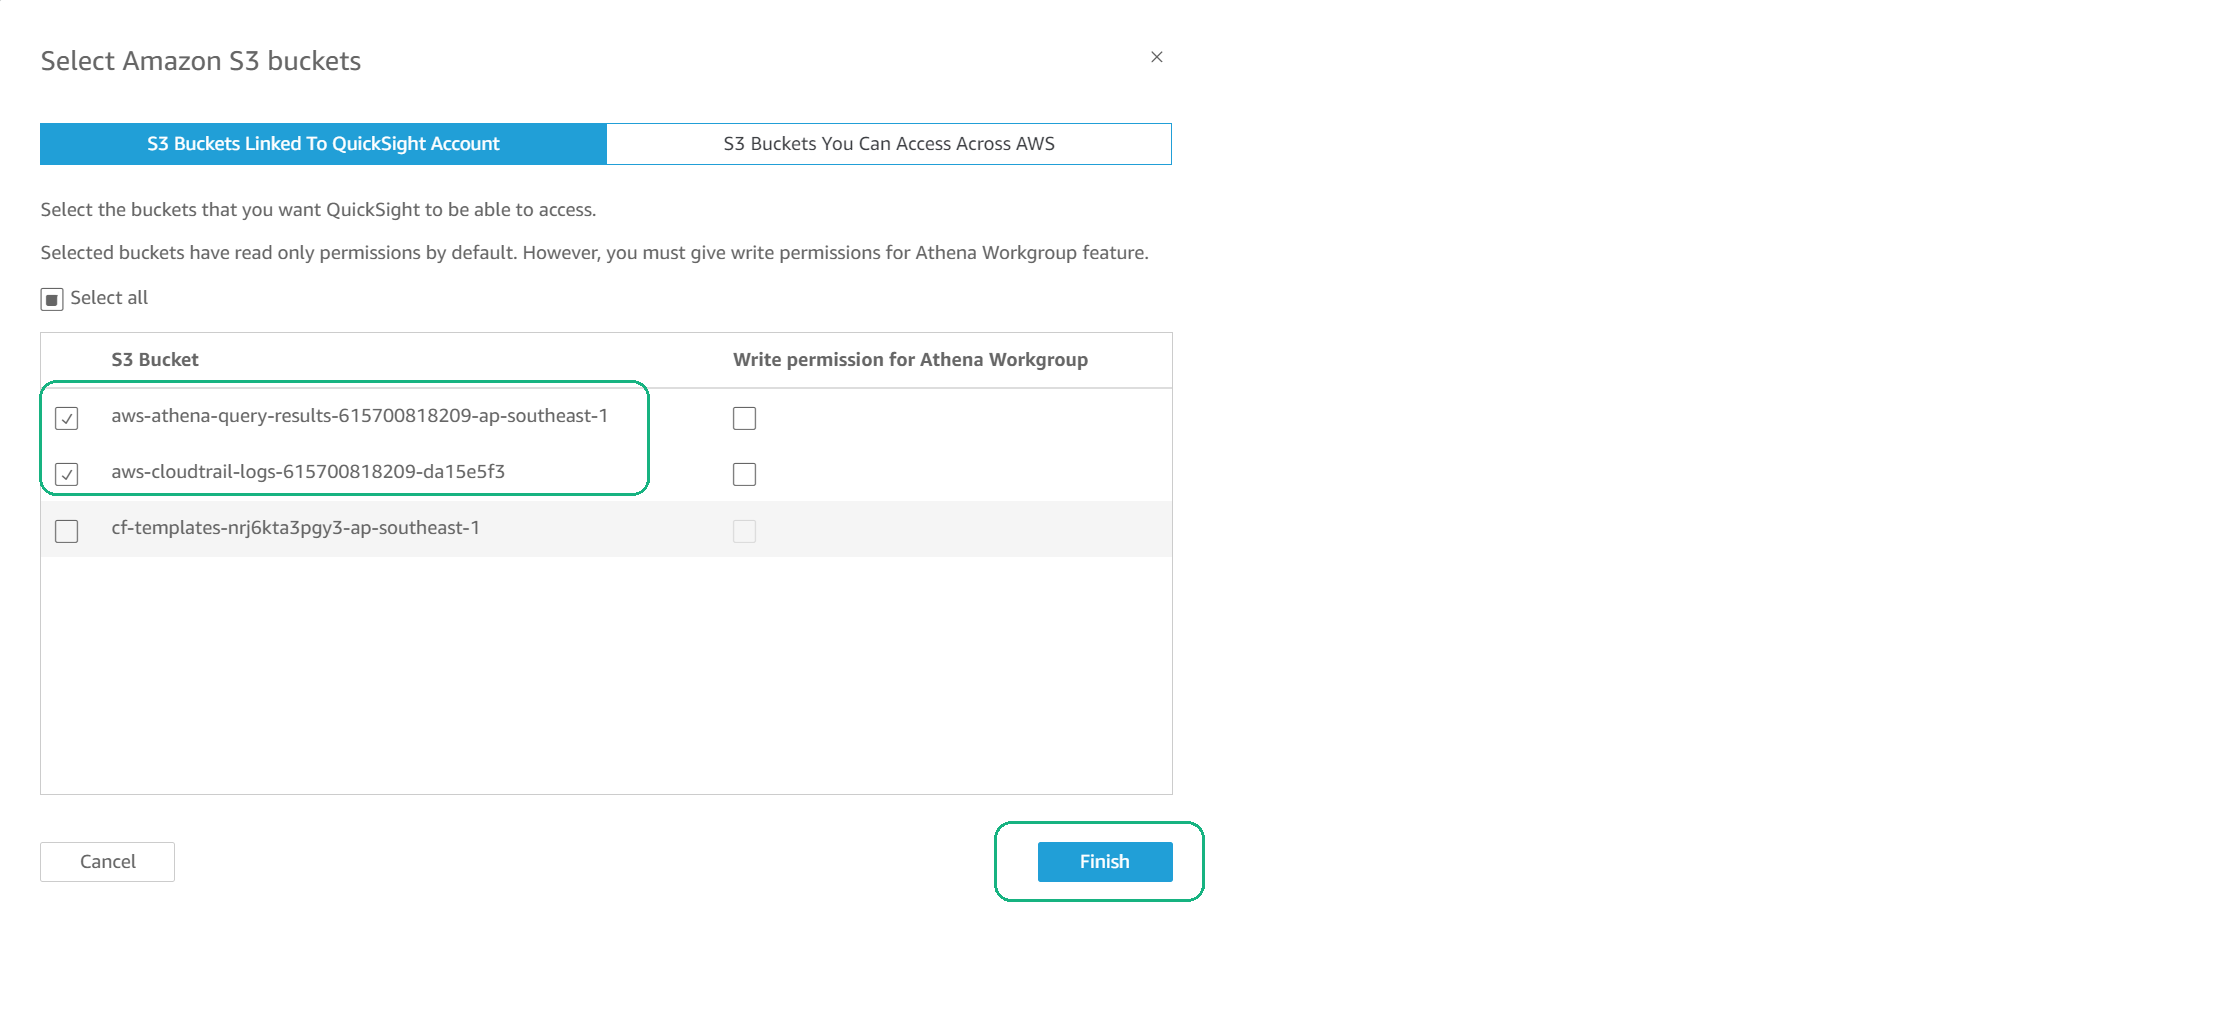 Select Amazon S3 buckets
S3 Buckets Linked To QuickSight Account
S3 Buckets You Can Access Across AWS
Select the buckets that you want QuickSight to be able to access.
Selected buckets have read only permissions by default. However, you must give write permissions for Athena Workgroup feature.
Select all
S3 Bucket
Write permission for Athena Workgroup
aws-athena-query-results-615700818209-ap-southeast-1
aws-cloudtrail-logs-615700818209-da15e5f3
cf-templates-nrj6kta3pgy3-ap-southeast-1
Cancel
Finish